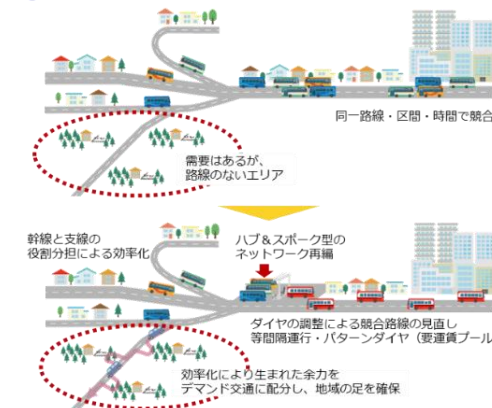 同一路線・区間・時間で競合
需要はあるが、
路線のないエリア
幹線と支線の
役割分担による効率化
ハブ＆スポーク型の
ネットワーク再編
ダイヤの調整による競合路線の見直し
等間隔運行・パターンダイヤ（要運賃プール
効率化により生まれた余力を
デマンド交通に配分し、地域の足を確保